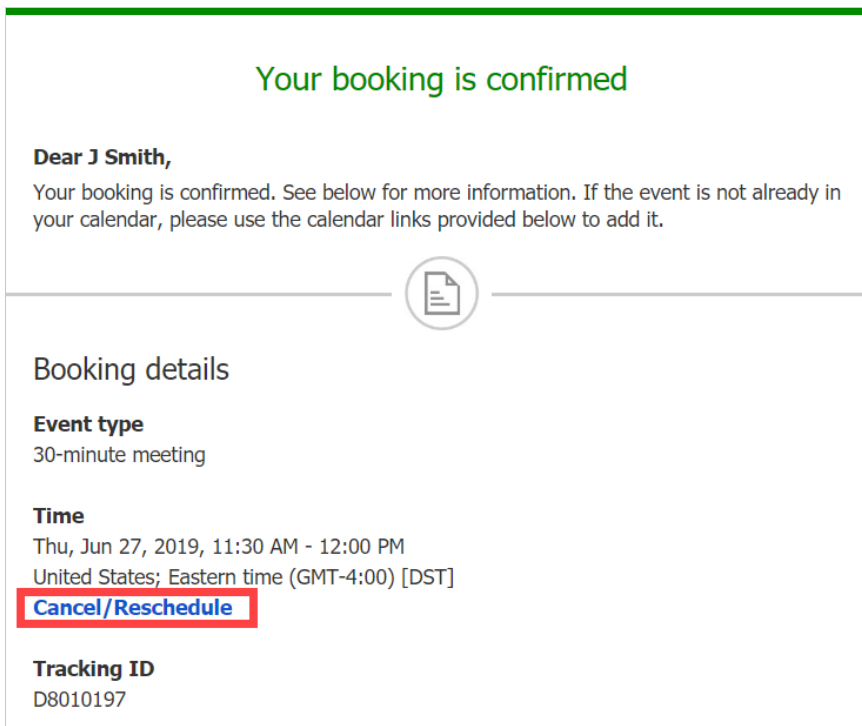 Your booking is confirmed
Dear J Smith,
Your booking is confirmed. See below for more information. If the event is not already in
your calendar, please use the calendar links provided below to add it.
Booking details
Event type
30-minute meeting
Time
Thu, Jun 27, 2019, 11:30 AM - 12:00 PM
United States; Eastern time (GMT-4:00) [DST]
Cancel/Reschedule
Tracking ID
D8010197